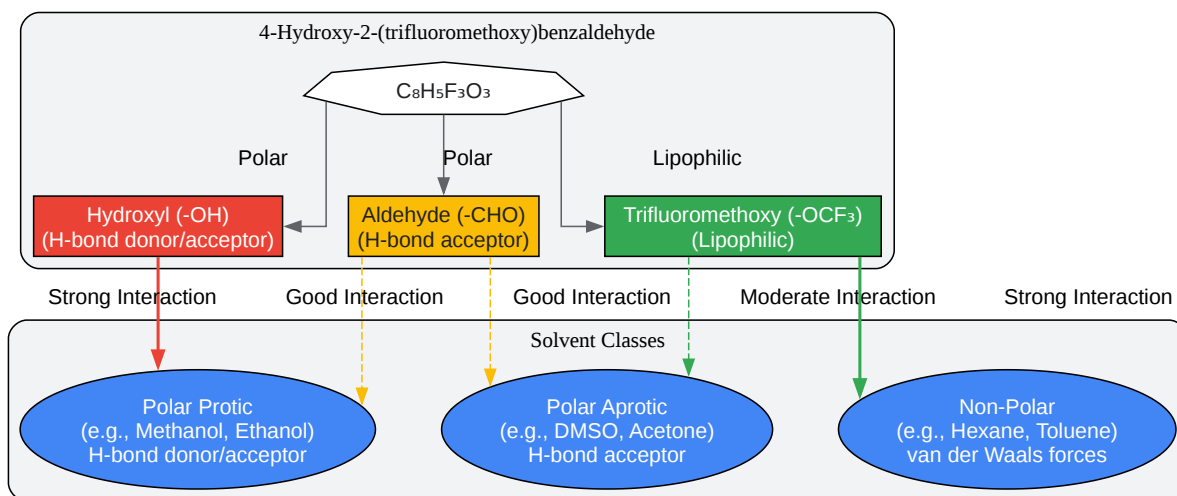 4-Hydroxy-2-(trifluoromethoxy)benzaldehyde
C₈H₅F₃O₃
Polar
Polar
Lipophilic
Hydroxyl (-OH)
(H-bond donor/acceptor)
Aldehyde (-CHO)
(H-bond acceptor)
Trifluoromethoxy (-OCF₃)
(Lipophilic)
Strong Interaction
Good Interaction
Good Interaction
Moderate Interaction
Strong Interaction
Solvent Classes
Polar Protic
(e.g., Methanol, Ethanol)
H-bond donor/acceptor
Polar Aprotic
(e.g., DMSO, Acetone)
H-bond acceptor
Non-Polar
(e.g., Hexane, Toluene)
van der Waals forces